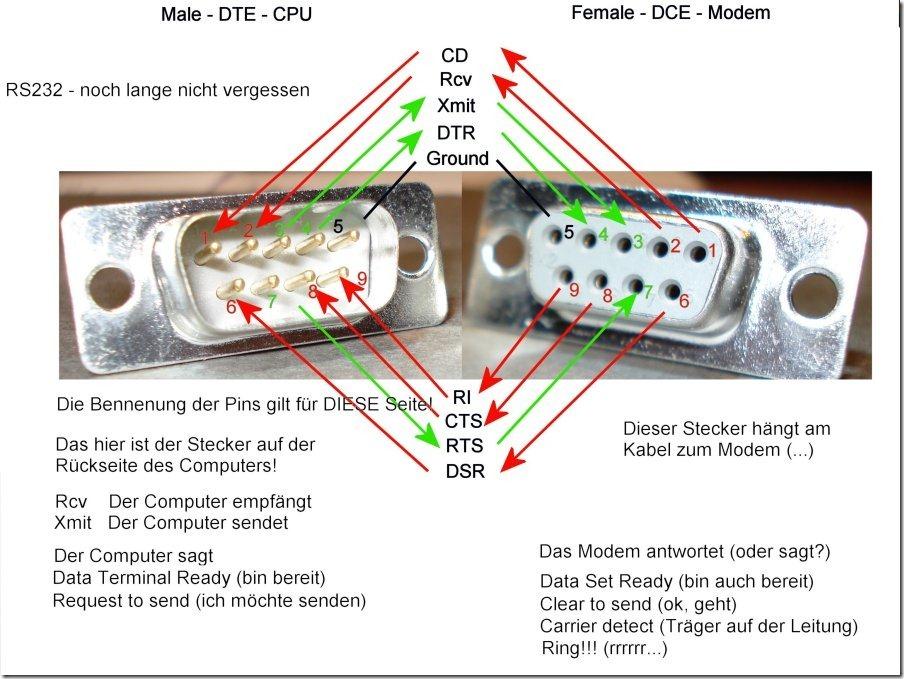 Male - DTE - CPU
Female - DCE - Modem
RS232 - noch lange nicht vergessen
CD
Rcv
Xmit
DTR
Ground
1
2
3
4
5
6
7
8
9
5
4
3
2
1
9
8
7
6
RI
CTS
RTS
DSR
Die Bennenung der Pins gilt für DIESE Seite!
Das hier ist der Stecker auf der
Rückseite des Computers!
Rcv Der Computer empfängt
Xmit Der Computer sendet
Der Computer sagt
Data Terminal Ready (bin bereit)
Request to send (ich möchte senden)
Dieser Stecker hängt am
Kabel zum Modem (...)
Das Modem antwortet (oder sagt?)
Data Set Ready (bin auch bereit)
Clear to send (ok, geht)
Carrier detect (Träger auf der Leitung)
Ring!!! (rrrrrr...)